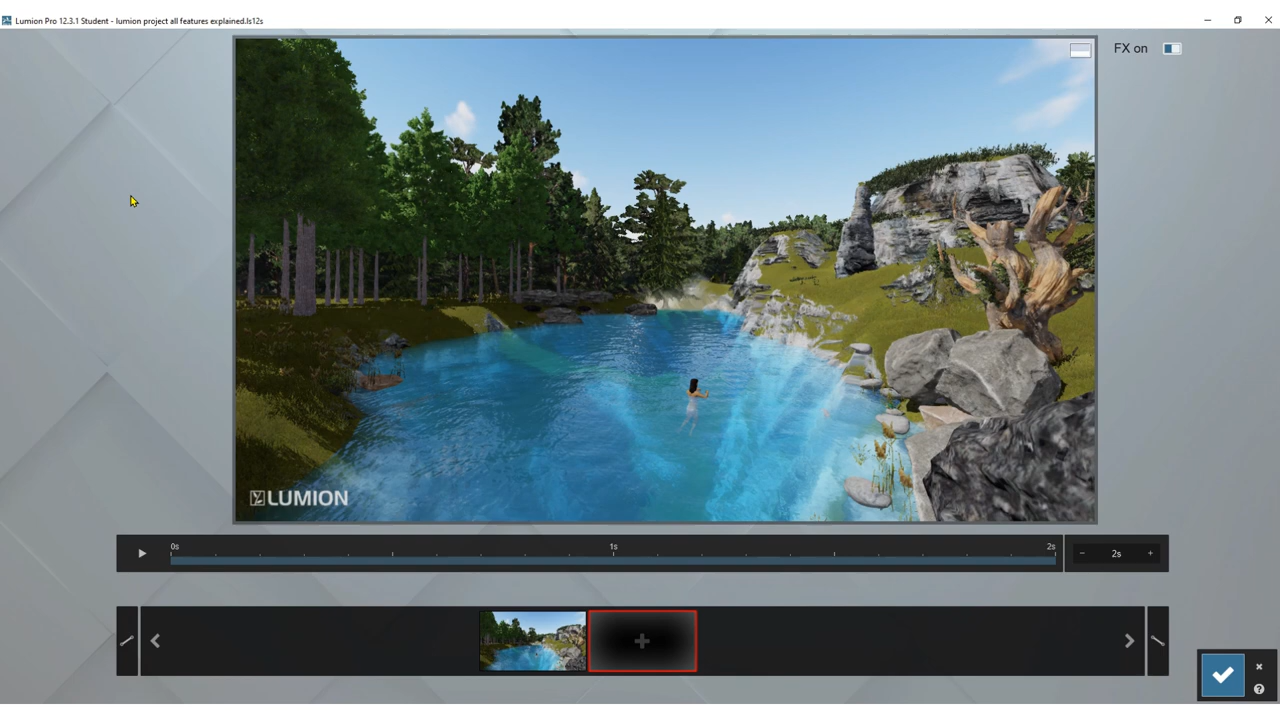 Lumion Pro 12.3.1 Student - lumion project all features explained.ls12s
FX on
LUMION
0s
1s
2s
- 2s +